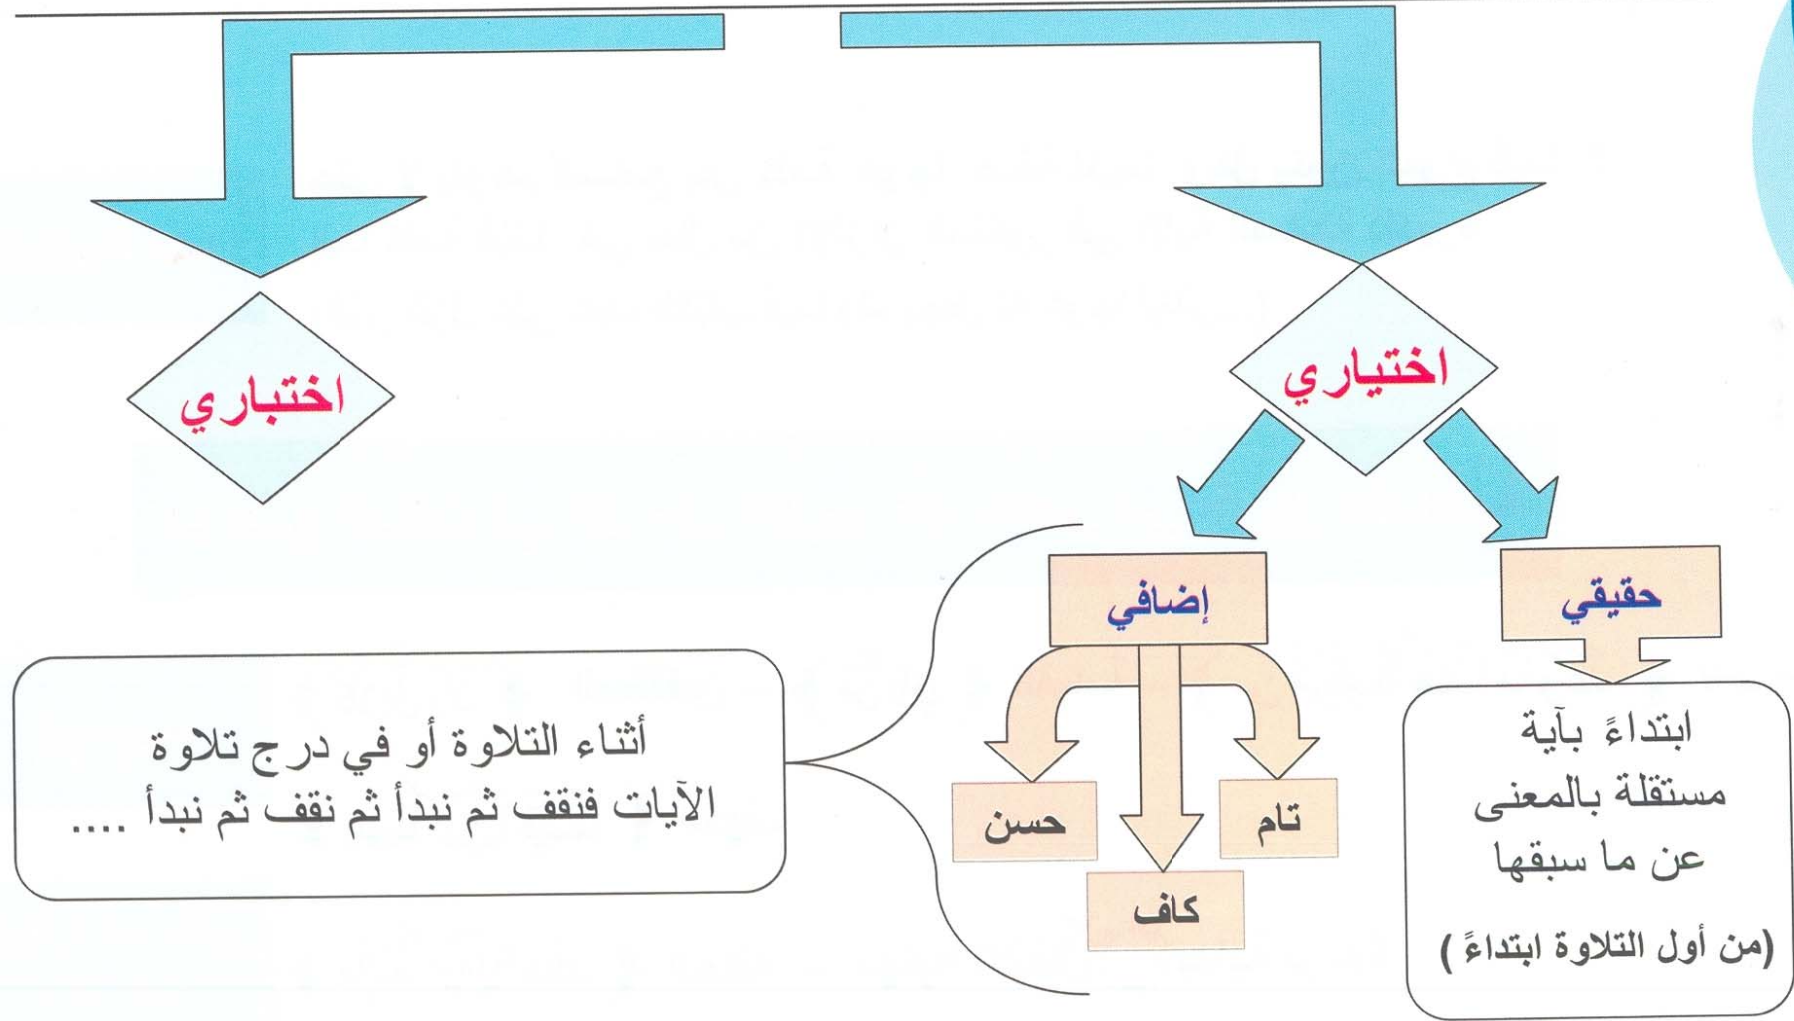 اختياري
اختباري
حقيقي
إضافي
ابتداءً بآية
مستقلة بالمعنى
عن ما سبقها
(من أول التلاوة ابتداءً )
تام
كاف
حسن
أثناء التلاوة أو في درج تلاوة
الآيات فنقف ثم نبدأ ثم نقف ثم نبدأ ....